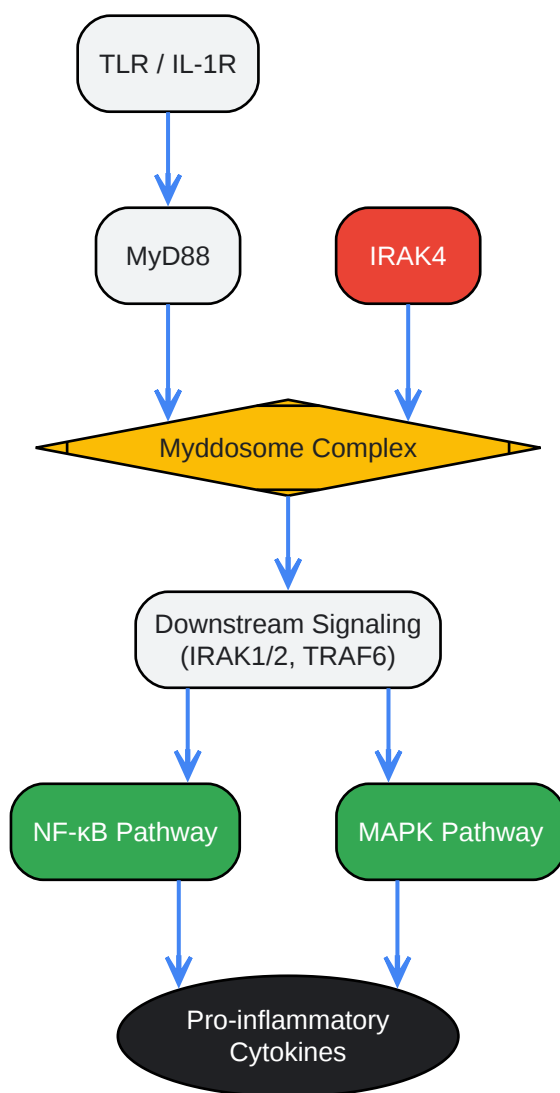 TLR / IL-1R
MyD88
IRAK4
Myddosome Complex
Downstream Signaling
(IRAK1/2, TRAF6)
NF-κB Pathway
MAPK Pathway
Pro-inflammatory
Cytokines